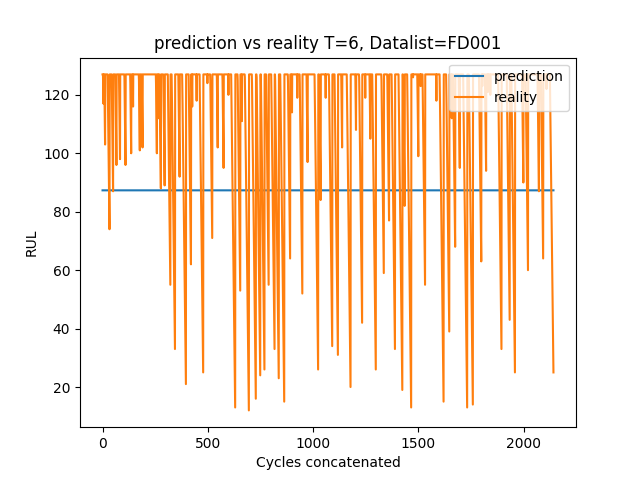 prediction vs reality T=6, Datalist=FD001
prediction
reality
RUL
120
100
80
60
40
20
0
500
1000
1500
2000
Cycles concatenated